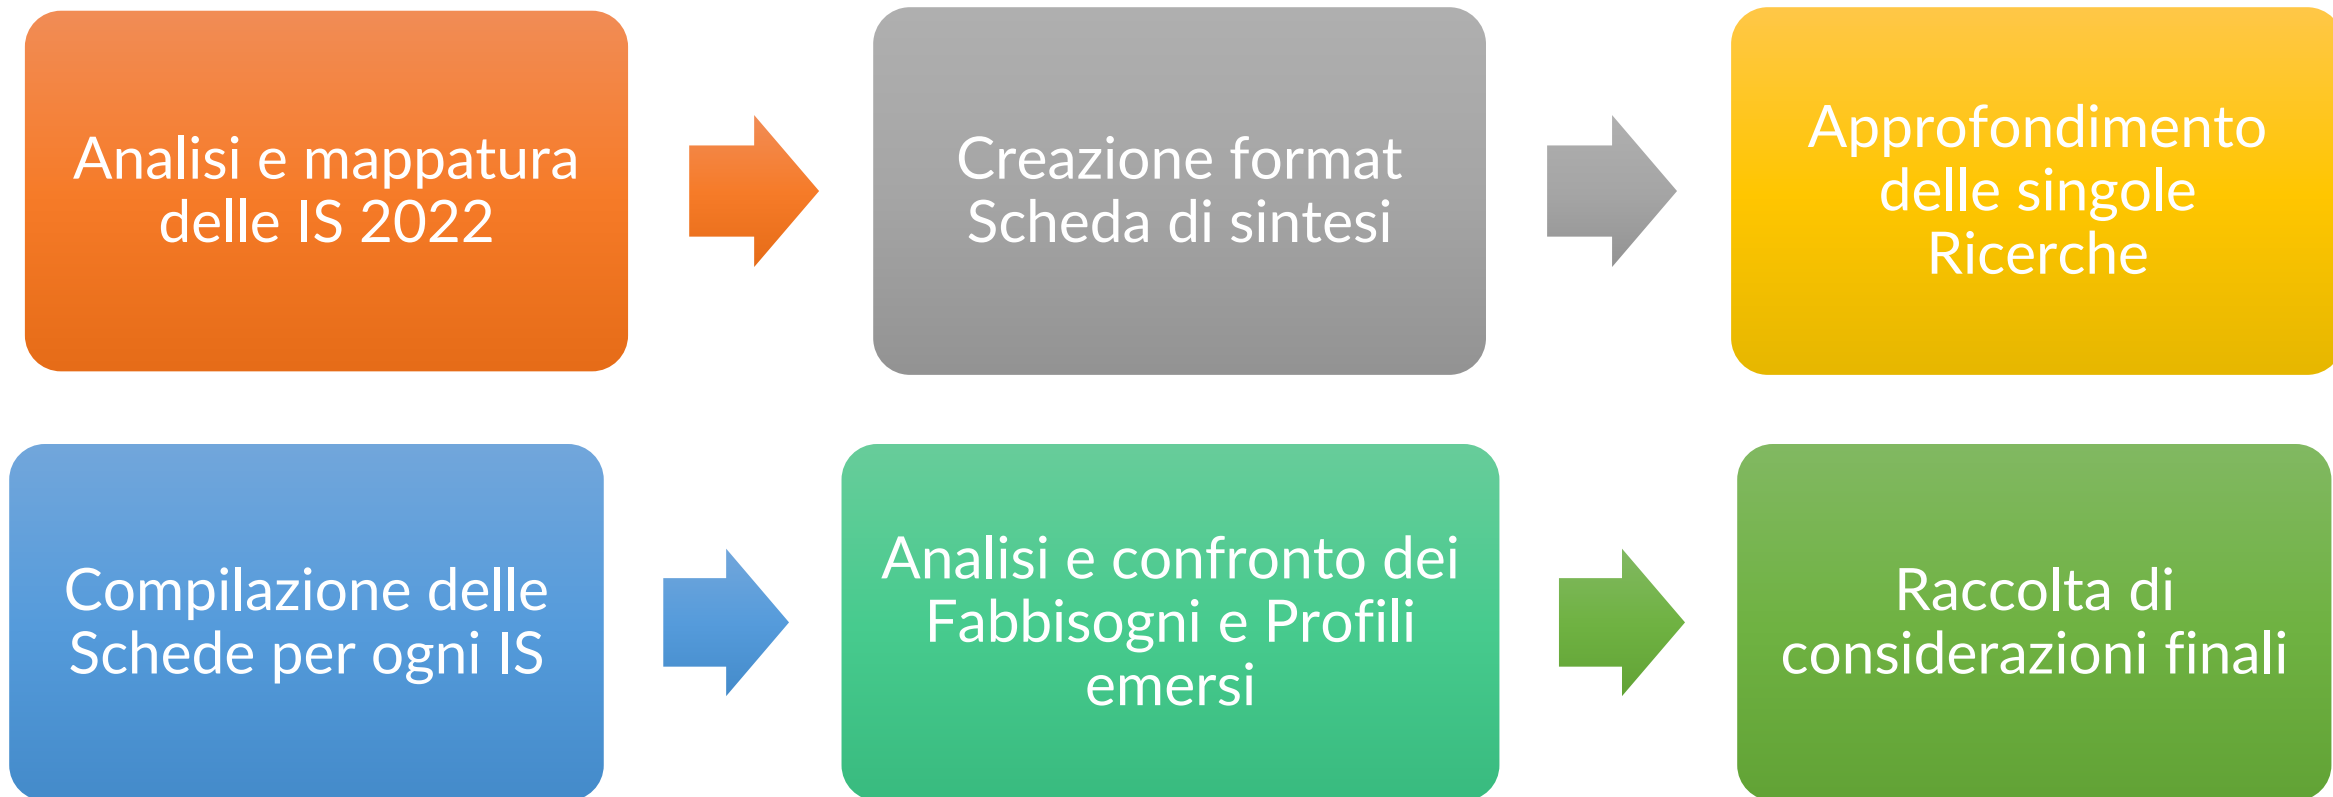 Analisi e mappatura
delle IS 2022
Creazione format
Scheda di sintesi
Approfondimento
delle singole
Ricerche
Compilazione delle
Schede per ogni IS
Analisi e confronto dei
Fabbisogni e Profili
emersi
Raccolta di
considerazioni finali